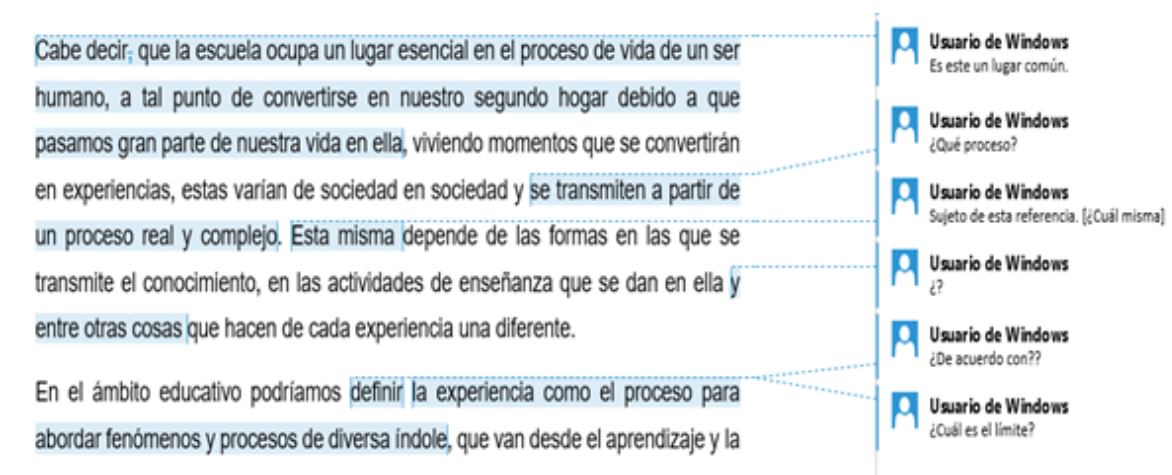 Cabe decir, que la escuela ocupa un lugar esencial en el proceso de vida de un ser
humano, a tal punto de convertirse en nuestro segundo hogar debido a que
pasamos gran parte de nuestra vida en ella, viviendo momentos que se convertirán
en experiencias, estas varían de sociedad en sociedad y se transmiten a partir de
un proceso real y complejo. Esta misma depende de las formas en las que se
transmite el conocimiento, en las actividades de enseñanza que se dan en ella y
entre otras cosas que hacen de cada experiencia una diferente.
En el ámbito educativo podríamos definir la experiencia como el proceso para
abordar fenómenos y procesos de diversa índole, que van desde el aprendizaje y la
Usuario de Windows
Es este un lugar común.
Usuario de Windows
¿Qué proceso?
Usuario de Windows
Sujeto de esta referencia. [¿Cuál misma]
Usuario de Windows
¿?
Usuario de Windows
¿De acuerdo con??
Usuario de Windows
¿Cuál es el límite?